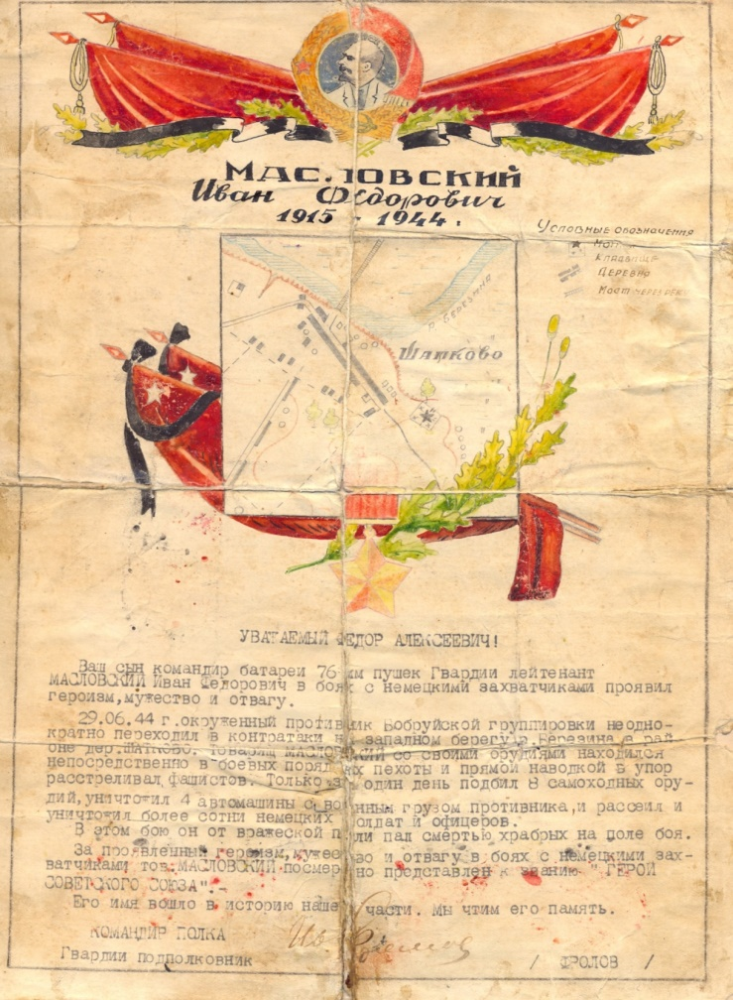 МАСЛОВСКИЙ
Иван Федорович
1915 - 1944.
Условные обозначения
Кладбище
Деревня
Мост через реку
р. Березина
Шатково
УВАЖАЕМЫЙ ФЕДОР АЛЕКСЕЕВИЧ!
Ваш сын командир батареи 76 мм пушек Гвардии лейтенант
МАСЛОВСКИЙ Иван Федорович в боях с немецкими захватчиками проявил
героизм,мужество и отвагу.
29.06.44 г.окруженный противник Бобруйской группировки неодно-
кратно переходил в контратаки на западном берегу р.Березина,в рай-
оне дер.ШАТКОВО. Товарищ МАСЛОВСКИЙ со своими орудиями находился
непосредственно в боевых порядках пехоты и прямой наводкой в упор
расстреливал фашистов. Только за один день подбил 8 самоходных ору-
дий,уничтожил 4 автомашины с военным грузом противника,и рассеял и
уничтожил более сотни немецких солдат и офицеров.
В этом бою он от вражеской пули пал смертью храбрых на поле боя.
За проявленный героизм,мужество и отвагу в боях с немецкими зах-
ватчиками тов.МАСЛОВСКИЙ посмертно представлен к званию " ГЕРОЙ
СОВЕТСКОГО СОЮЗА".-
Его имя вошло в историю нашей части. Мы чтим его память.
КОМАНДИР ПОЛКА
Гвардии подполковник / ФРОЛОВ /